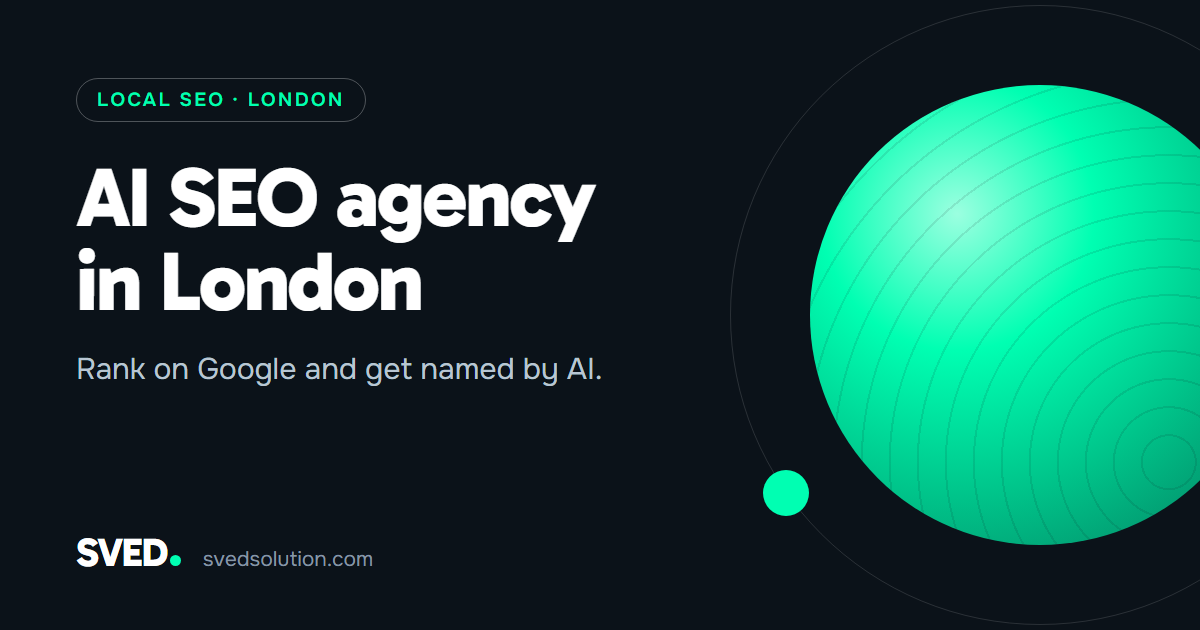 LOCAL SEO · LONDON
AI SEO agency
in London
Rank on Google and get named by AI.
SVED.
svedsolution.com